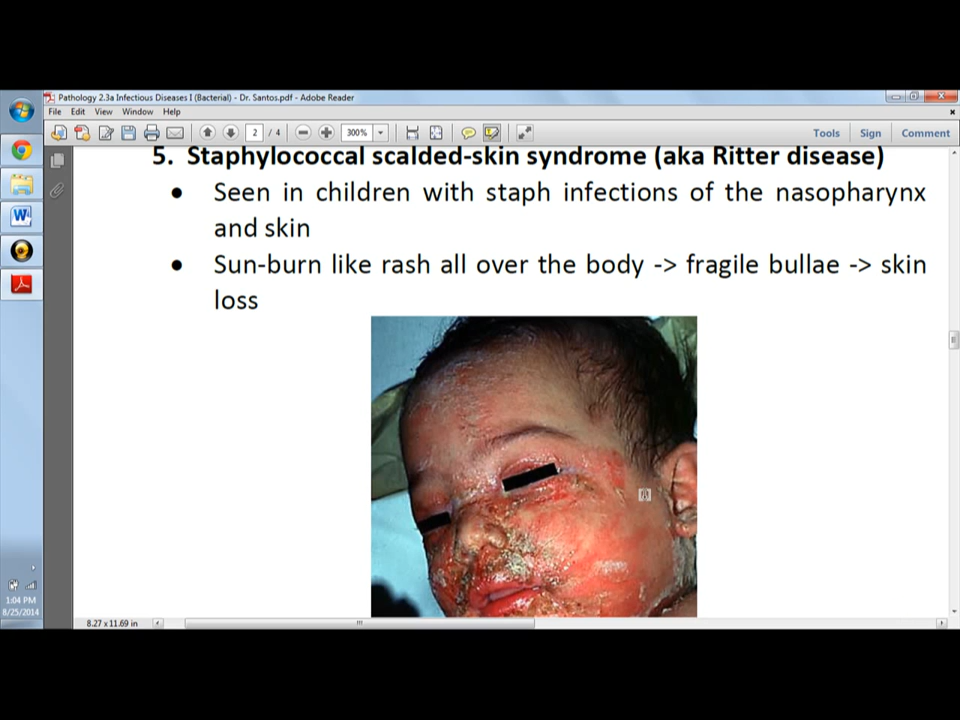 Pathology 2.3a Infectious Diseases I (Bacterial) - Dr. Santos.pdf - Adobe Reader
File Edit View Window Help
2 / 4 300% Tools Sign Comment
5. Staphylococcal scalded-skin syndrome (aka Ritter disease)
• Seen in children with staph infections of the nasopharynx
and skin
• Sun-burn like rash all over the body -> fragile bullae -> skin
loss
W
1:04 PM
8/25/2014
8.27 x 11.69 in